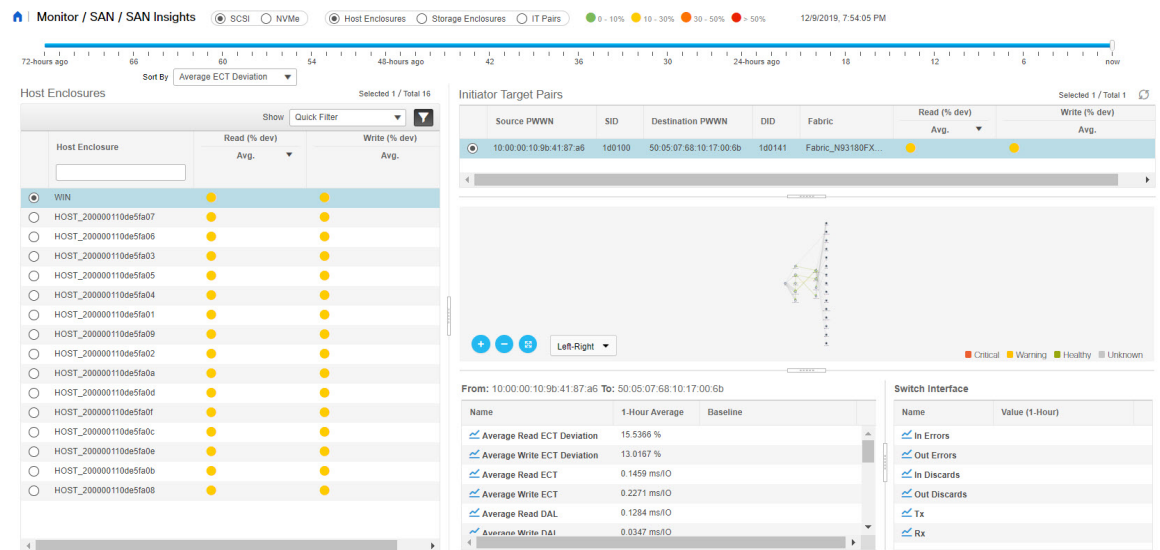 Monitor / SAN / SAN Insights SCSI NVMe Host Enclosures Storage Enclosures IT Pairs 0 - 10% 10 - 30% 30 - 50% > 50% 12/9/2019, 7:54:05 PM
72-hours ago 66 60 54 48-hours ago 42 36 30 24-hours ago 18 12 6 now
Sort By Average ECT Deviation
Host Enclosures Selected 1 / Total 16
Show Quick Filter
Host Enclosure Read (% dev) Write (% dev)
Avg. Avg.
WIN
HOST_200000110de5fa07
HOST_200000110de5fa06
HOST_200000110de5fa03
HOST_200000110de5fa05
HOST_200000110de5fa04
HOST_200000110de5fa01
HOST_200000110de5fa09
HOST_200000110de5fa02
HOST_200000110de5fa0a
HOST_200000110de5fa0d
HOST_200000110de5fa0f
HOST_200000110de5fa0c
HOST_200000110de5fa0e
HOST_200000110de5fa0b
HOST_200000110de5fa08
Initiator Target Pairs Selected 1 / Total 1
Source PWWN SID Destination PWWN DID Fabric Read (% dev) Write (% dev)
Avg. Avg.
10:00:00:10:9b:41:87:a6 1d0100 50:05:07:68:10:17:00:6b 1d0141 Fabric_N93180FX...
Left-Right
Critical Warning Healthy Unknown
From: 10:00:00:10:9b:41:87:a6 To: 50:05:07:68:10:17:00:6b
Name 1-Hour Average Baseline
Average Read ECT Deviation 15.5366 %
Average Write ECT Deviation 13.0167 %
Average Read ECT 0.1459 ms/IO
Average Write ECT 0.2271 ms/IO
Average Read DAL 0.1284 ms/IO
Average Write DAL 0.0347 ms/IO
Switch Interface
Name Value (1-Hour)
In Errors
Out Errors
In Discards
Out Discards
Tx
Rx